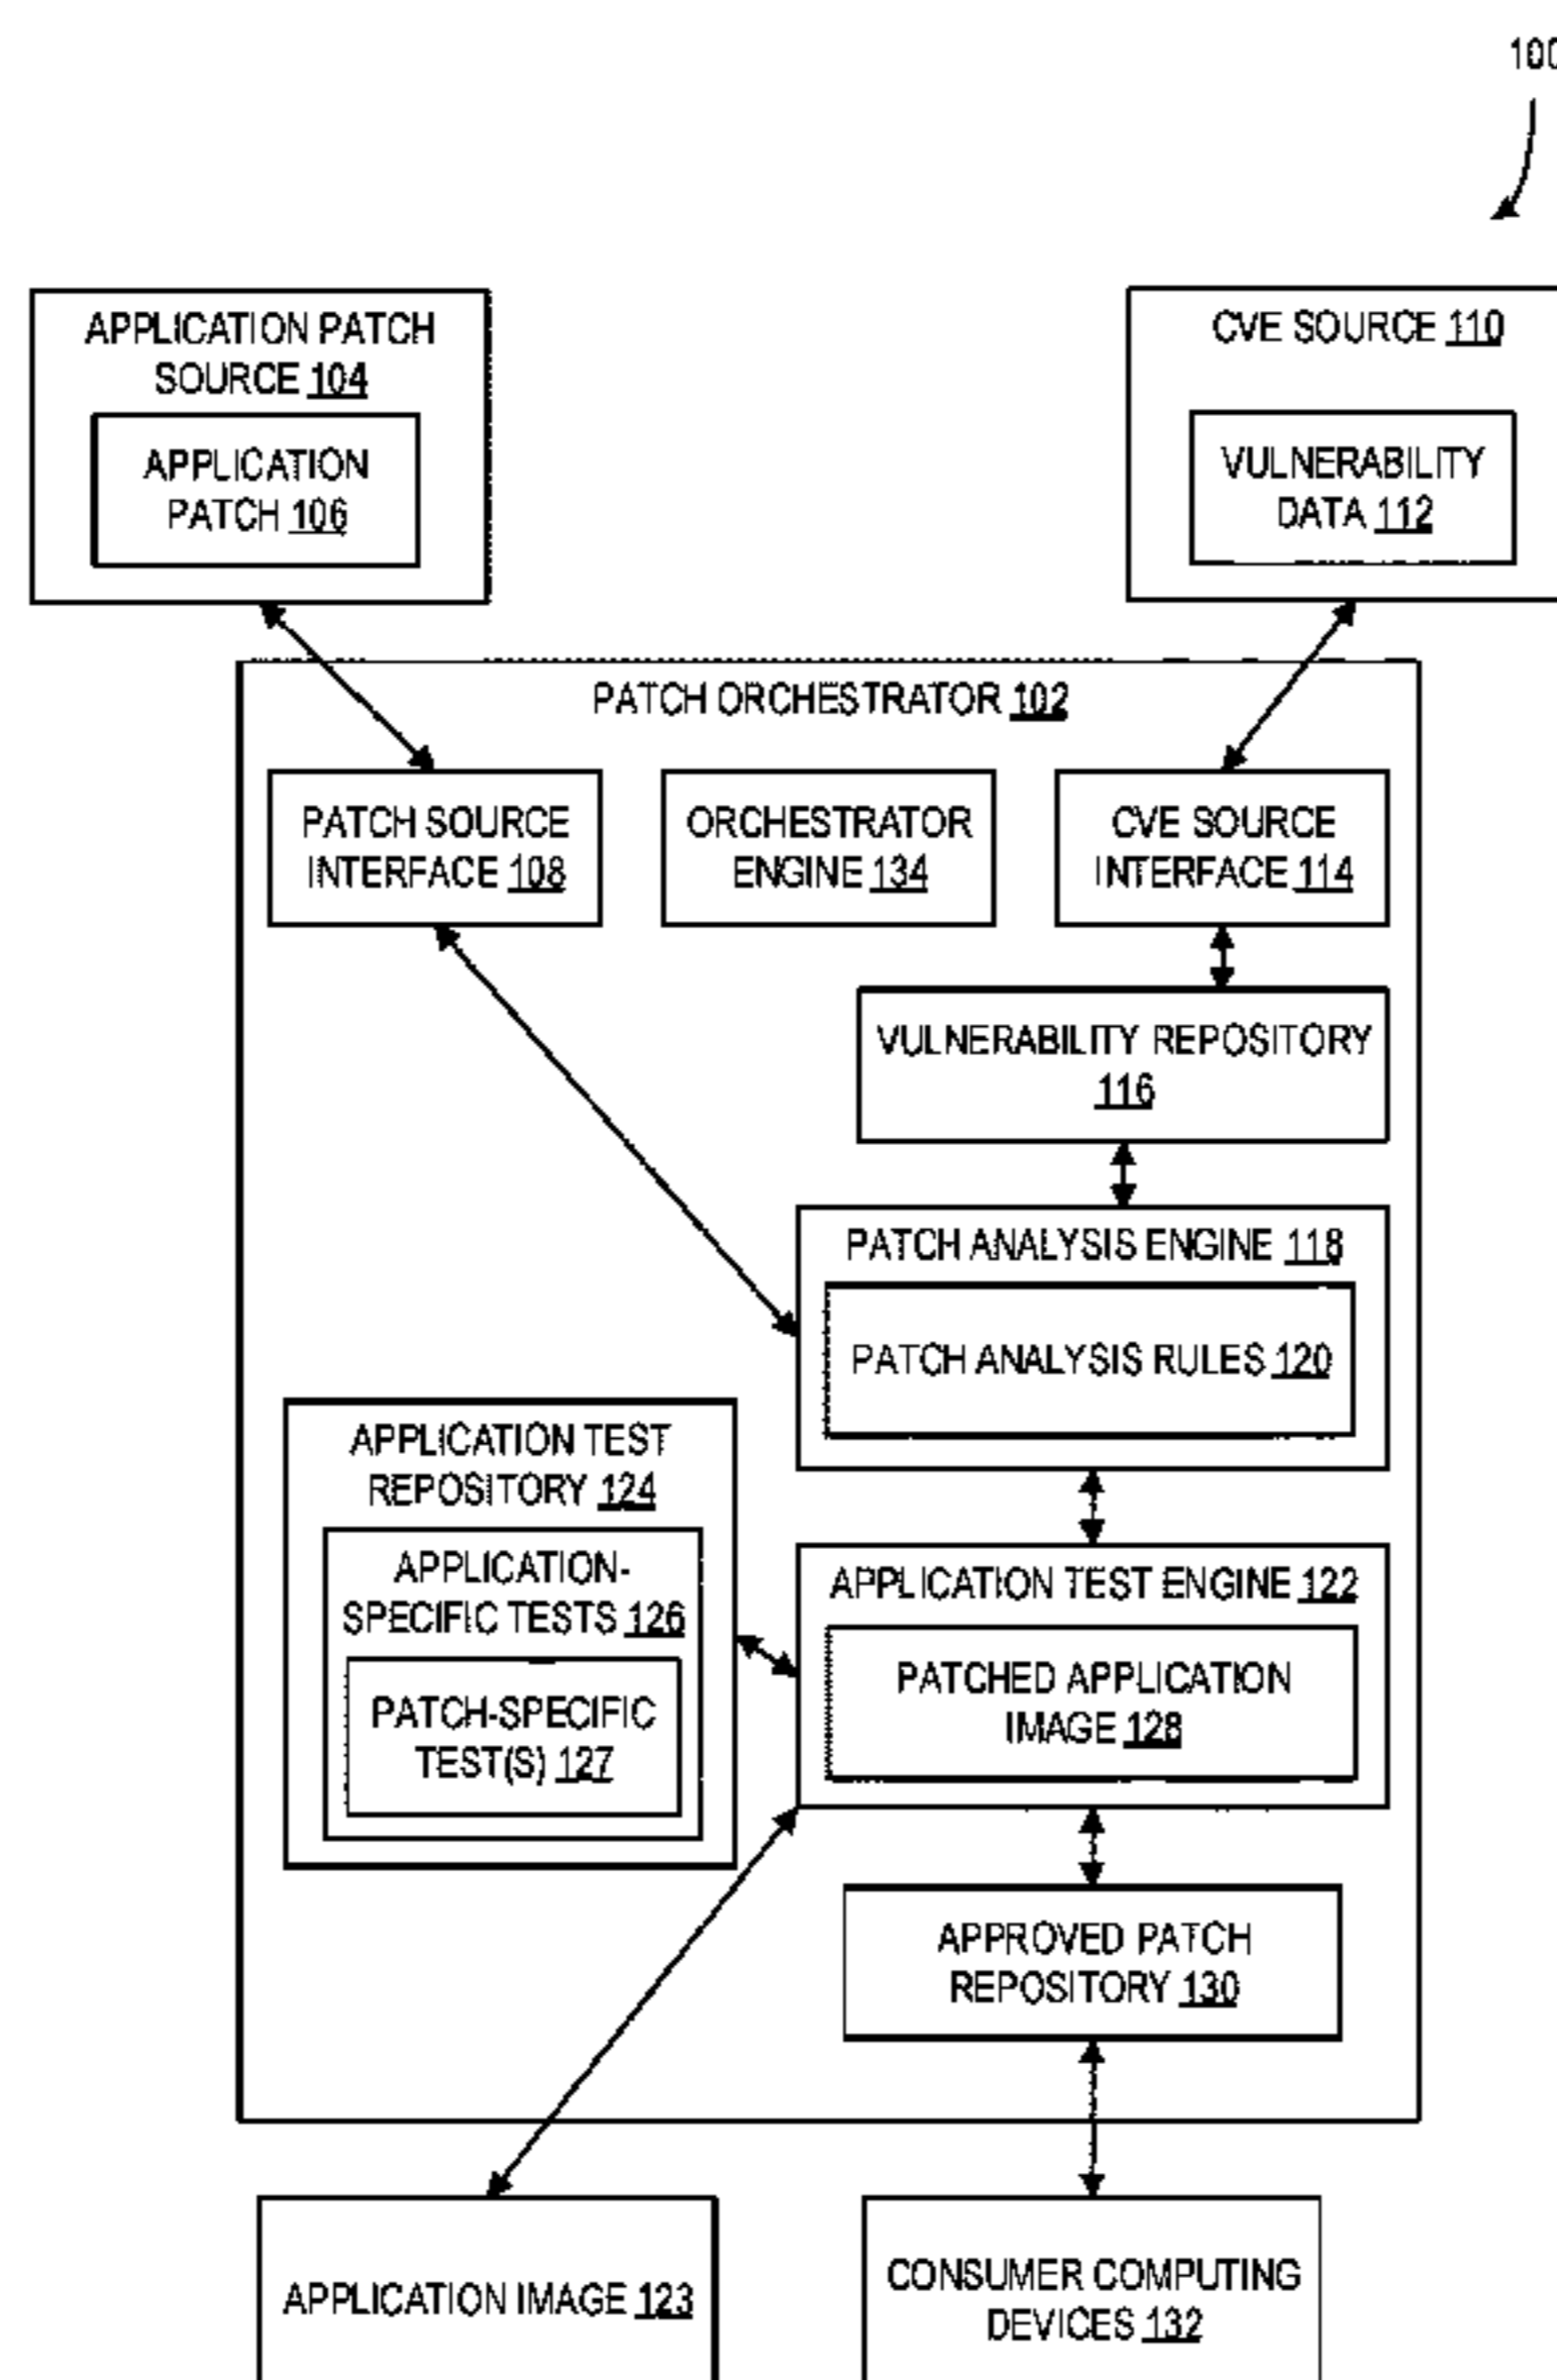 100
APPLICATION PATCH
SOURCE 104
APPLICATION
PATCH 106
CVE SOURCE 110
VULNERABILITY
DATA 112
PATCH ORCHESTRATOR 102
PATCH SOURCE
INTERFACE 108
ORCHESTRATOR
ENGINE 134
CVE SOURCE
INTERFACE 114
VULNERABILITY REPOSITORY
116
PATCH ANALYSIS ENGINE 118
PATCH ANALYSIS RULES 120
APPLICATION TEST
REPOSITORY 124
APPLICATION-
SPECIFIC TESTS 126
PATCH-SPECIFIC
TEST(S) 127
APPLICATION TEST ENGINE 122
PATCHED APPLICATION
IMAGE 128
APPROVED PATCH
REPOSITORY 130
APPLICATION IMAGE 123
CONSUMER COMPUTING
DEVICES 132